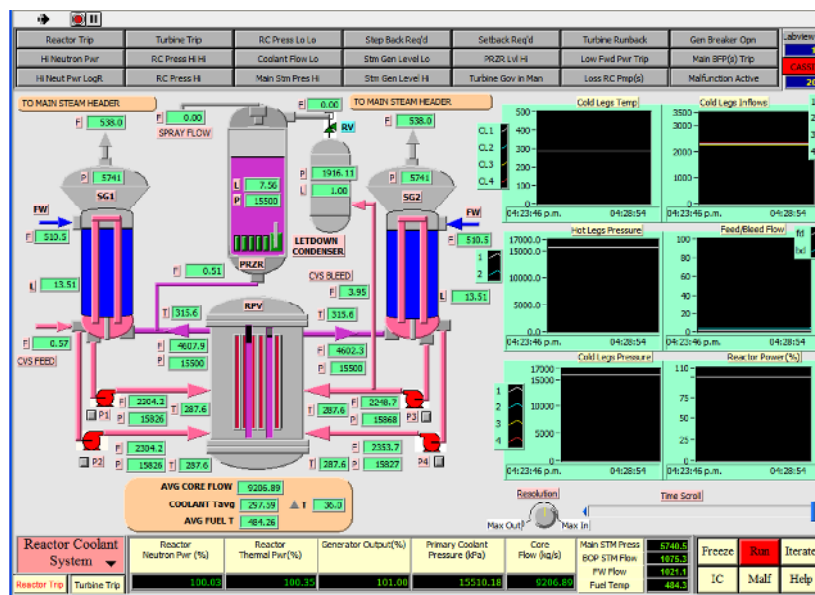 Reactor Trip Turbine Trip RC Press Lo Lo Step Back Req'd Setback Req'd Turbine Runback Gen Breaker Opn Labview
Hi Neutron Pwr RC Press Hi Hi Coolant Flow Lo Stm Gen Level Lo PRZR Lvl Hi Low Fwd Pwr Trip Main BFP(s) Trip CASSI
Hi Neut Pwr LogR RC Press Hi Main Stm Pres Hi Stm Gen Level Hi Turbine Gov in Man Loss RC Pmp(s) Malfunction Active 20
TO MAIN STEAM HEADER
F 538.0
F 0.00
SPRAY FLOW
F 0.00
RV
TO MAIN STEAM HEADER
F 538.0
P 5741
SG1
L 7.56
P 15500
PRZR
P 1916.11
L 1.00
LETDOWN
CONDENSER
P 5741
SG2
FW
F 510.5
L 13.51
FW
F 510.5
L 13.51
F 0.51
CVS BLEED
F 3.95
T 315.6
RPV
T 315.6
F 0.57
CVS FEED
F 4607.9
P 15500
F 4602.3
P 15500
P1
F 2304.2
P 15826
T 287.6
T 287.6
F 2248.7
P 15868
P3
P2
F 2304.2
P 15826
T 287.6
T 287.6
F 2353.7
P 15827
P4
AVG CORE FLOW 9206.89
COOLANT Tavg 297.59 T 36.0
AVG FUEL T 484.26
Cold Legs Temp
CL1
CL2
CL3
CL4
500
400
300
200
100
0
04:23:46 p.m. 04:28:54
Cold Legs Inflows
3500
3000
2000
1000
0
04:23:46 p.m. 04:28:54
1
2
3
4
Hot Legs Pressure
1
2
17000.0
15000.0
10000.0
5000.0
0.0
04:23:46 p.m. 04:28:54
Feed/Bleed Flow
100
80
60
40
20
0
04:23:46 p.m. 04:28:54
fd
bd
Cold Legs Pressure
1
2
3
4
17000
15000
10000
5000
0
04:23:46 p.m. 04:28:54
Reactor Power(%)
110
75
50
25
0
04:23:46 p.m. 04:28:54
Resolution
Max Out
Max In
Time Scroll
Reactor Coolant
System
Reactor Trip Turbine Trip
Reactor
Neutron Pwr (%)
100.03
Reactor
Thermal Pwr(%)
100.35
Generator Output(%)
101.00
Primary Coolant
Pressure (kPa)
15510.18
Core
Flow (kg/s)
9206.89
Main STM Press 5740.5
BOP STM Flow 1075.3
FW Flow 1021.1
Fuel Temp 484.3
Freeze Run Iterate
IC Malf Help